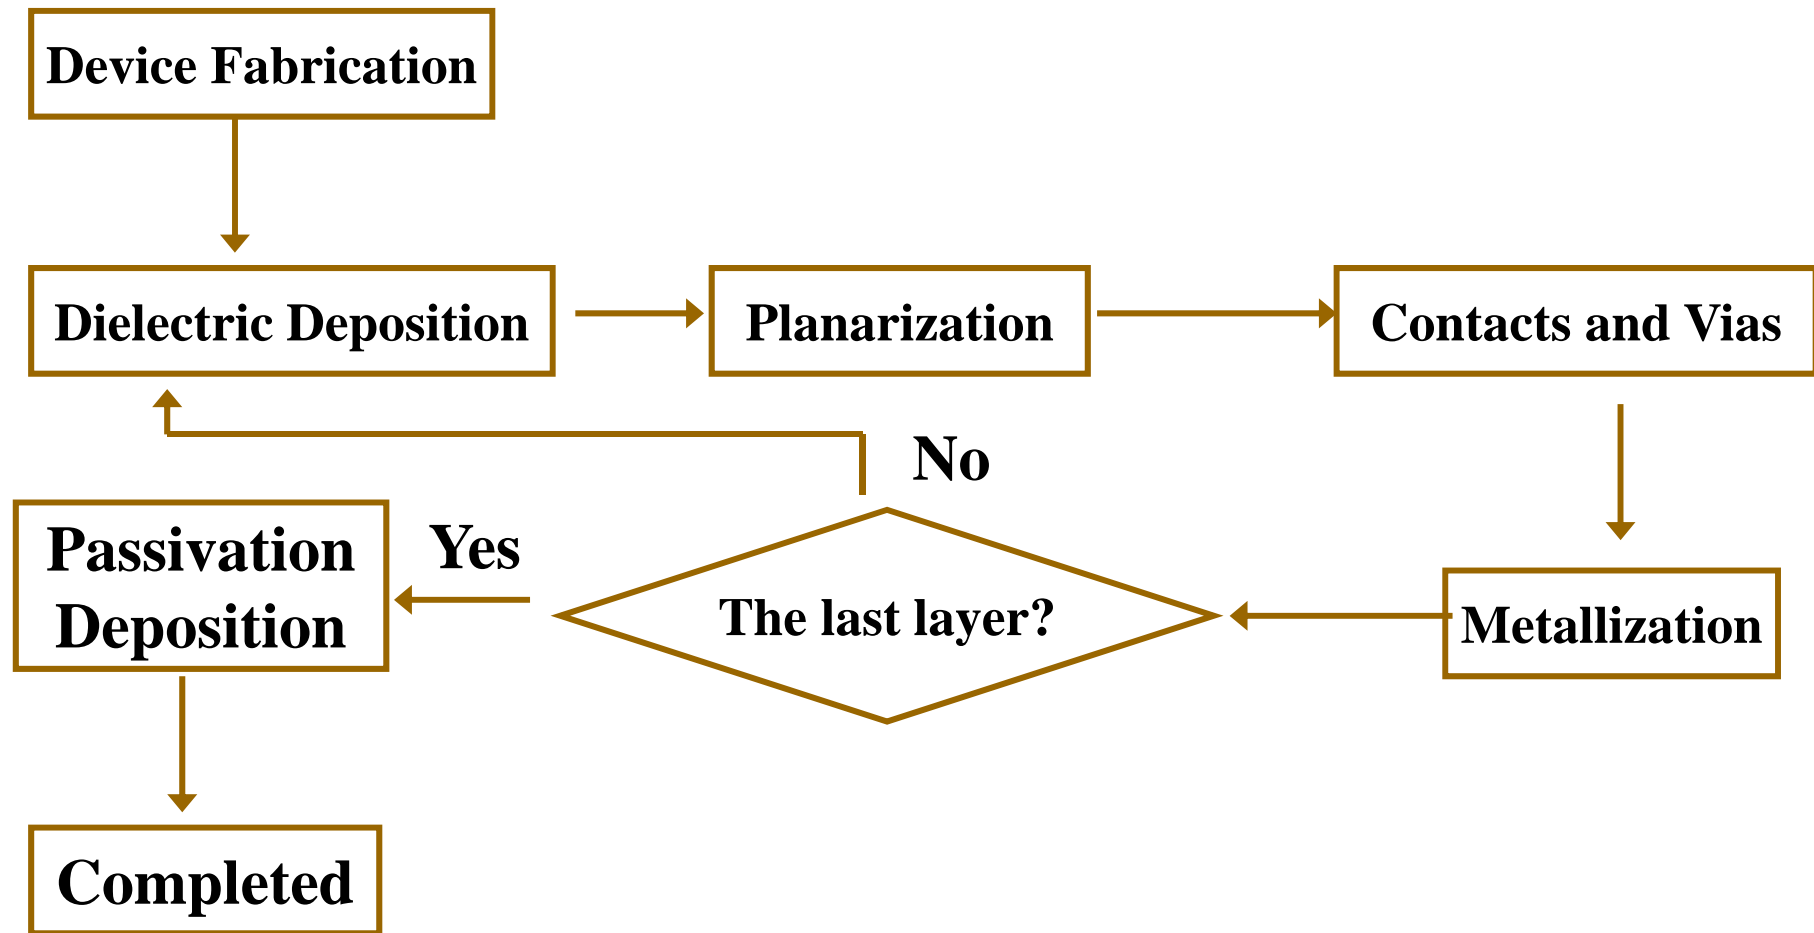 Device Fabrication
Dielectric Deposition
Planarization
Contacts and Vias
No
Yes
Passivation
Deposition
The last layer?
Metallization
Completed